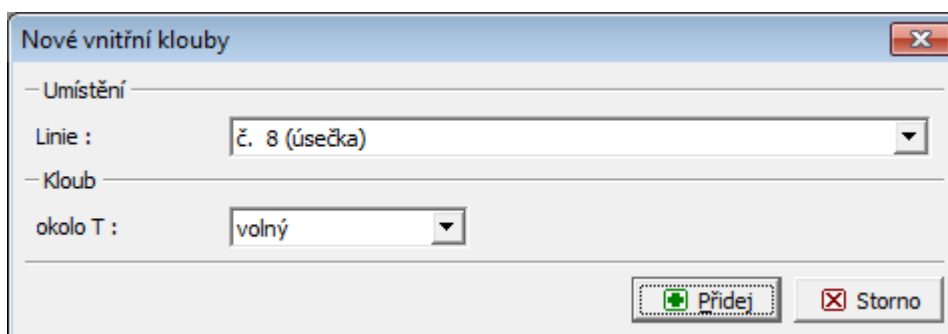 Nové vnitřní klouby
Umístění
Linie : č. 8 (úsečka)
Kloub
okolo T : volný
Přidej Storno